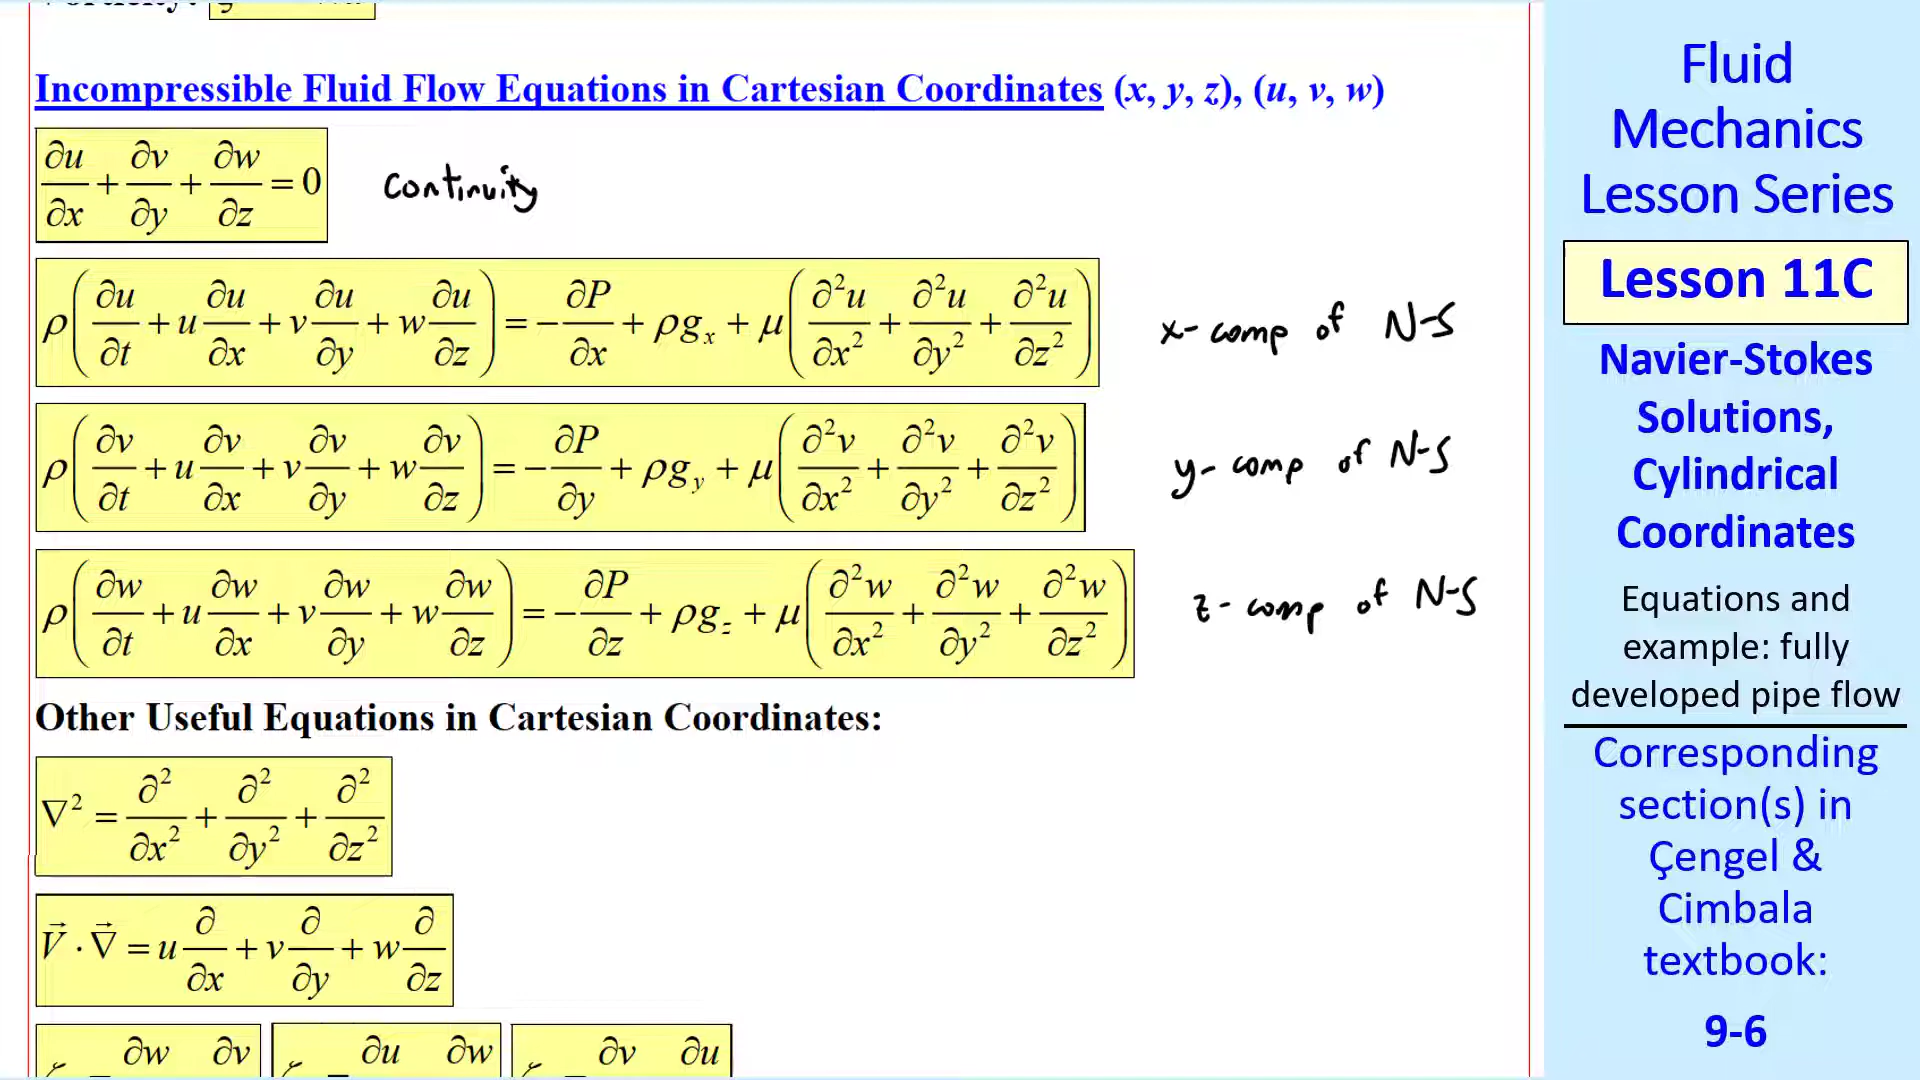 Incompressible Fluid Flow Equations in Cartesian Coordinates (x, y, z), (u, v, w)
∂u/∂x + ∂v/∂y + ∂w/∂z = 0 continuity
ρ(∂u/∂t + u ∂u/∂x + v ∂u/∂y + w ∂u/∂z) = −∂P/∂x + ρgₓ + μ(∂²u/∂x² + ∂²u/∂y² + ∂²u/∂z²) x-comp of N-S
ρ(∂v/∂t + u ∂v/∂x + v ∂v/∂y + w ∂v/∂z) = −∂P/∂y + ρg_y + μ(∂²v/∂x² + ∂²v/∂y² + ∂²v/∂z²) y-comp of N-S
ρ(∂w/∂t + u ∂w/∂x + v ∂w/∂y + w ∂w/∂z) = −∂P/∂z + ρg_z + μ(∂²w/∂x² + ∂²w/∂y² + ∂²w/∂z²) z-comp of N-S
Other Useful Equations in Cartesian Coordinates:
∇² = ∂²/∂x² + ∂²/∂y² + ∂²/∂z²
V⃗ · ∇⃗ = u ∂/∂x + v ∂/∂y + w ∂/∂z
∂w ∂v ∂u ∂w ∂v ∂u
Fluid
Mechanics
Lesson Series
Lesson 11C
Navier-Stokes
Solutions,
Cylindrical
Coordinates
Equations and
example: fully
developed pipe flow
Corresponding
section(s) in
Çengel &
Cimbala
textbook:
9-6